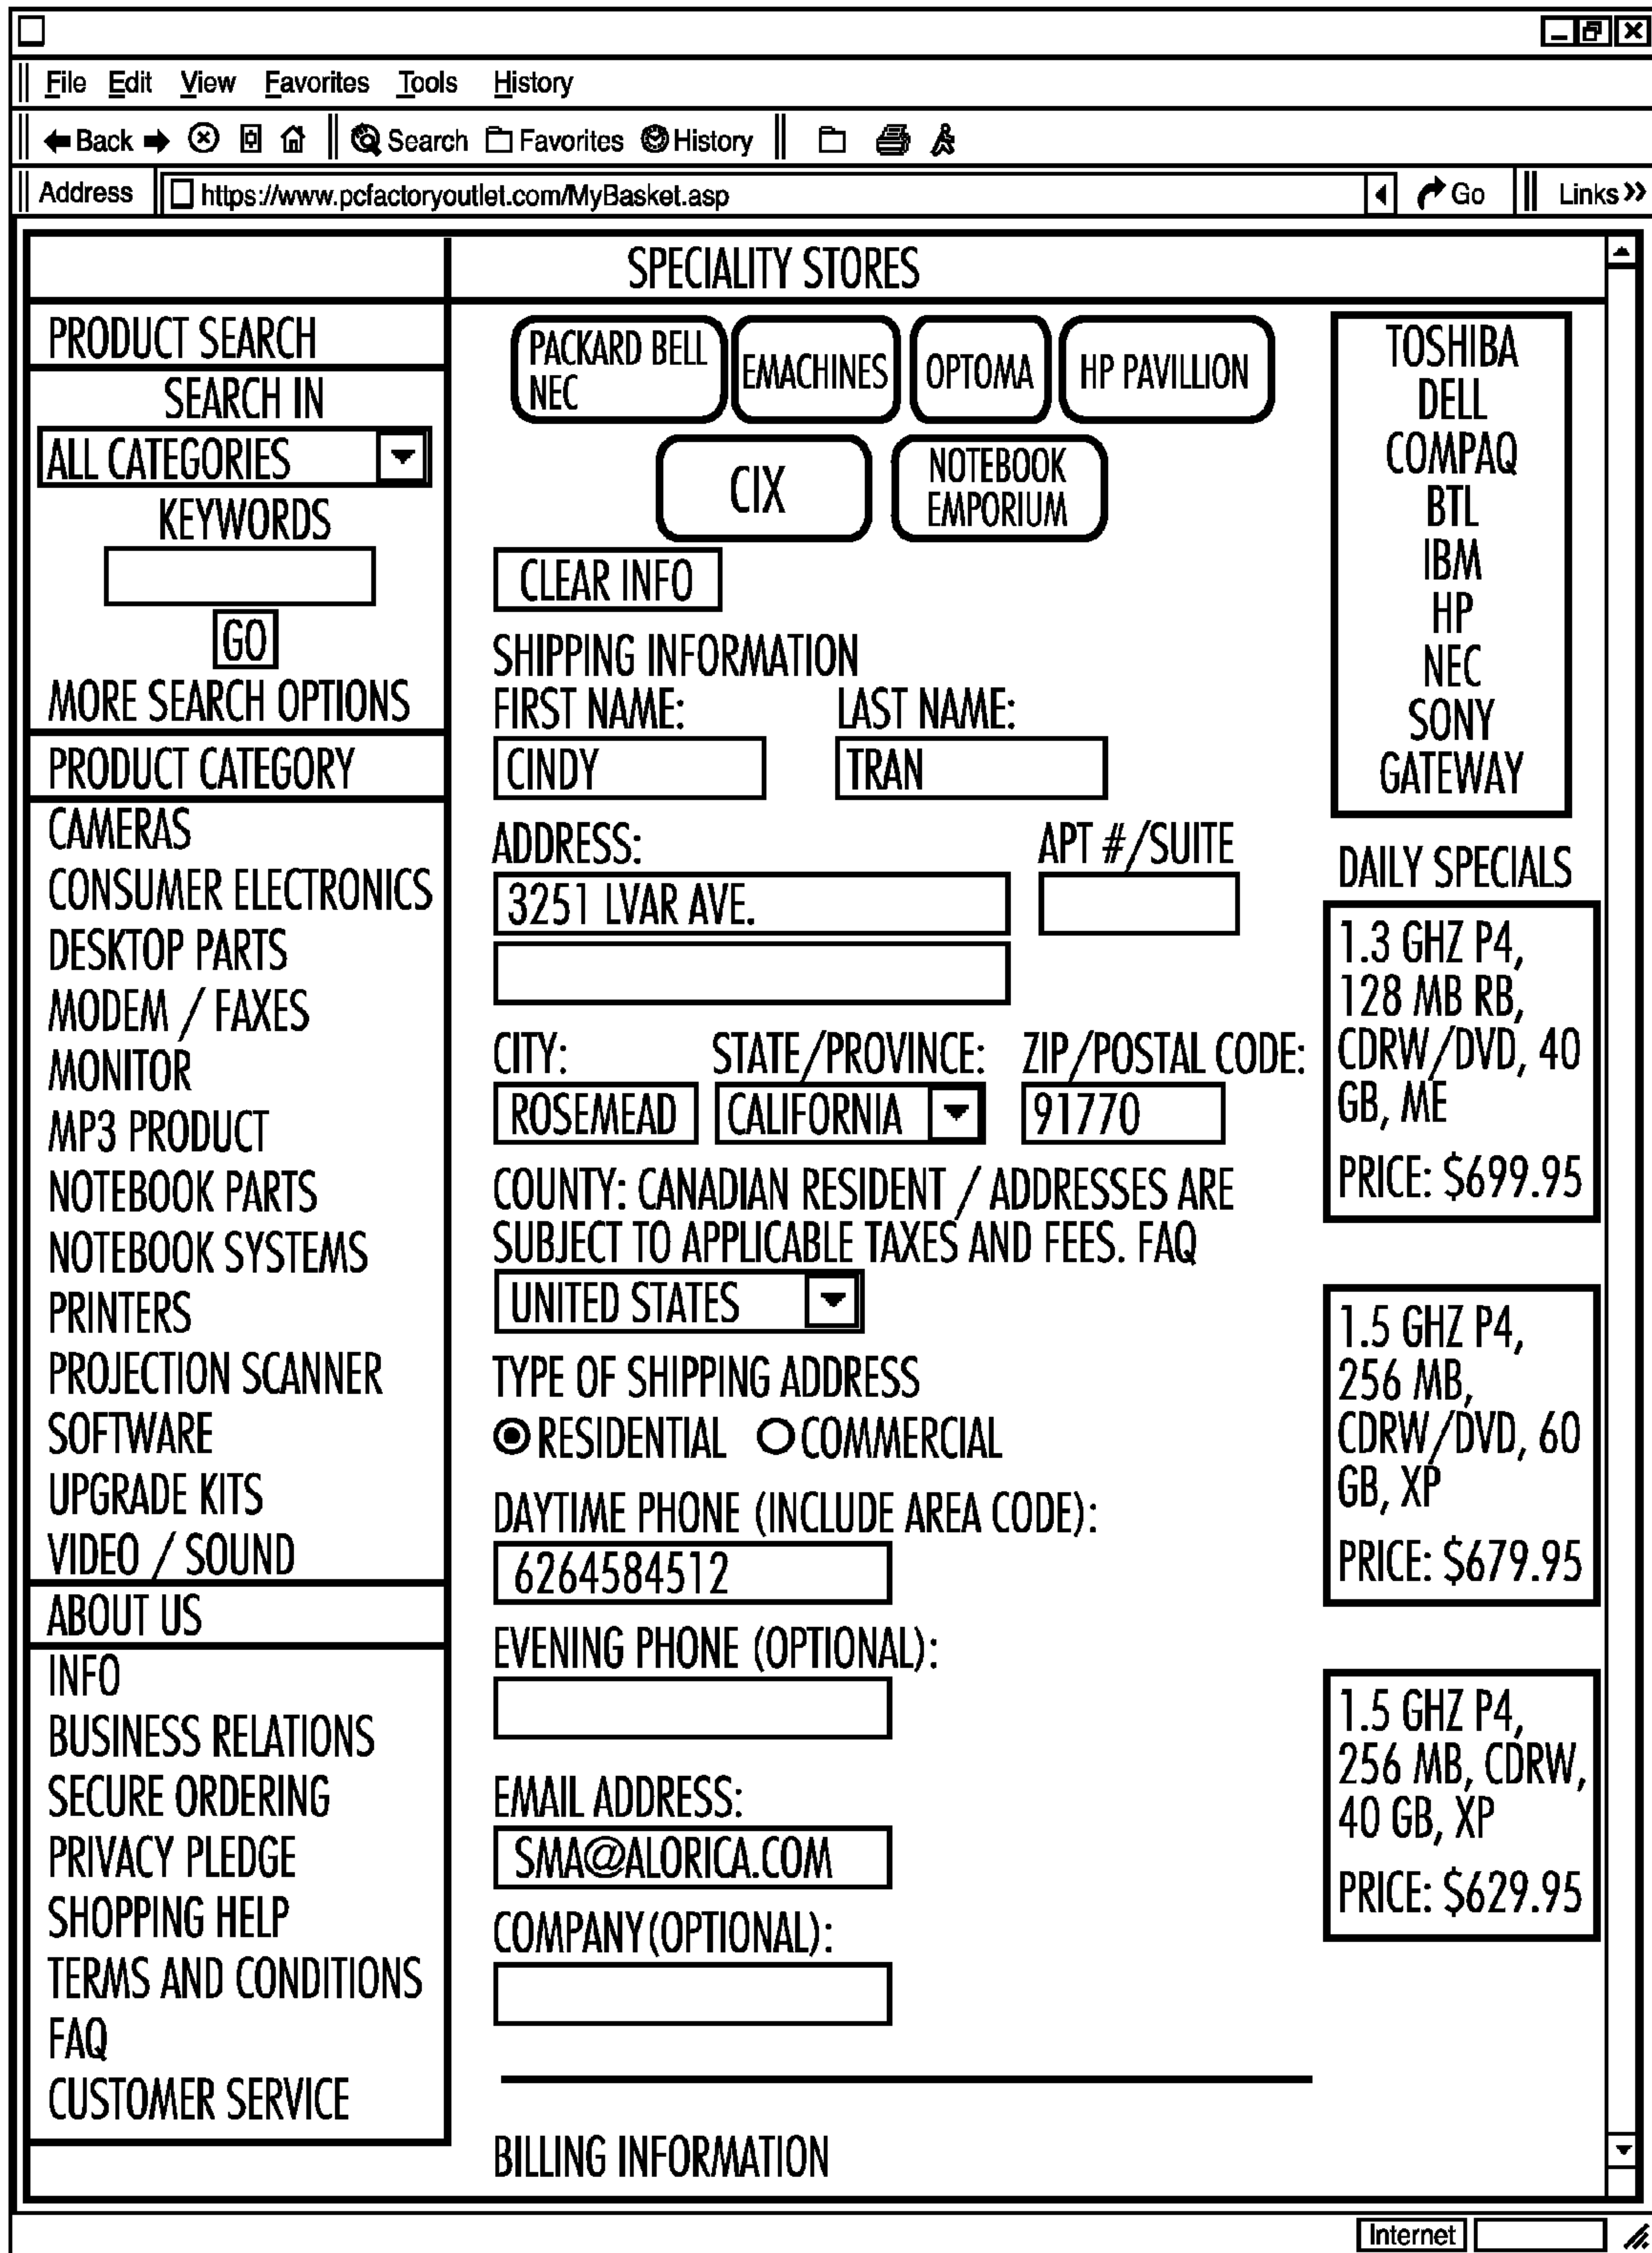 File Edit View Favorites Tools History
Back Search Favorites History
Address https://www.pcfactoryoutlet.com/MyBasket.asp Go Links »
SPECIALITY STORES
PRODUCT SEARCH
SEARCH IN
ALL CATEGORIES
KEYWORDS
GO
MORE SEARCH OPTIONS
PRODUCT CATEGORY
CAMERAS
CONSUMER ELECTRONICS
DESKTOP PARTS
MODEM / FAXES
MONITOR
MP3 PRODUCT
NOTEBOOK PARTS
NOTEBOOK SYSTEMS
PRINTERS
PROJECTION SCANNER
SOFTWARE
UPGRADE KITS
VIDEO / SOUND
ABOUT US
INFO
BUSINESS RELATIONS
SECURE ORDERING
PRIVACY PLEDGE
SHOPPING HELP
TERMS AND CONDITIONS
FAQ
CUSTOMER SERVICE
PACKARD BELL
NEC
EMACHINES
OPTOMA
HP PAVILLION
CIX
NOTEBOOK
EMPORIUM
CLEAR INFO
SHIPPING INFORMATION
FIRST NAME: LAST NAME:
CINDY TRAN
ADDRESS: APT #/SUITE
3251 LVAR AVE.
CITY: STATE/PROVINCE: ZIP/POSTAL CODE:
ROSEMEAD CALIFORNIA 91770
COUNTY: CANADIAN RESIDENT / ADDRESSES ARE
SUBJECT TO APPLICABLE TAXES AND FEES. FAQ
UNITED STATES
TYPE OF SHIPPING ADDRESS
RESIDENTIAL COMMERCIAL
DAYTIME PHONE (INCLUDE AREA CODE):
6264584512
EVENING PHONE (OPTIONAL):
EMAIL ADDRESS:
SMA@ALORICA.COM
COMPANY(OPTIONAL):
BILLING INFORMATION
TOSHIBA
DELL
COMPAQ
BTL
IBM
HP
NEC
SONY
GATEWAY
DAILY SPECIALS
1.3 GHZ P4,
128 MB RB,
CDRW/DVD, 40
GB, ME
PRICE: $699.95
1.5 GHZ P4,
256 MB,
CDRW/DVD, 60
GB, XP
PRICE: $679.95
1.5 GHZ P4,
256 MB, CDRW,
40 GB, XP
PRICE: $629.95
Internet